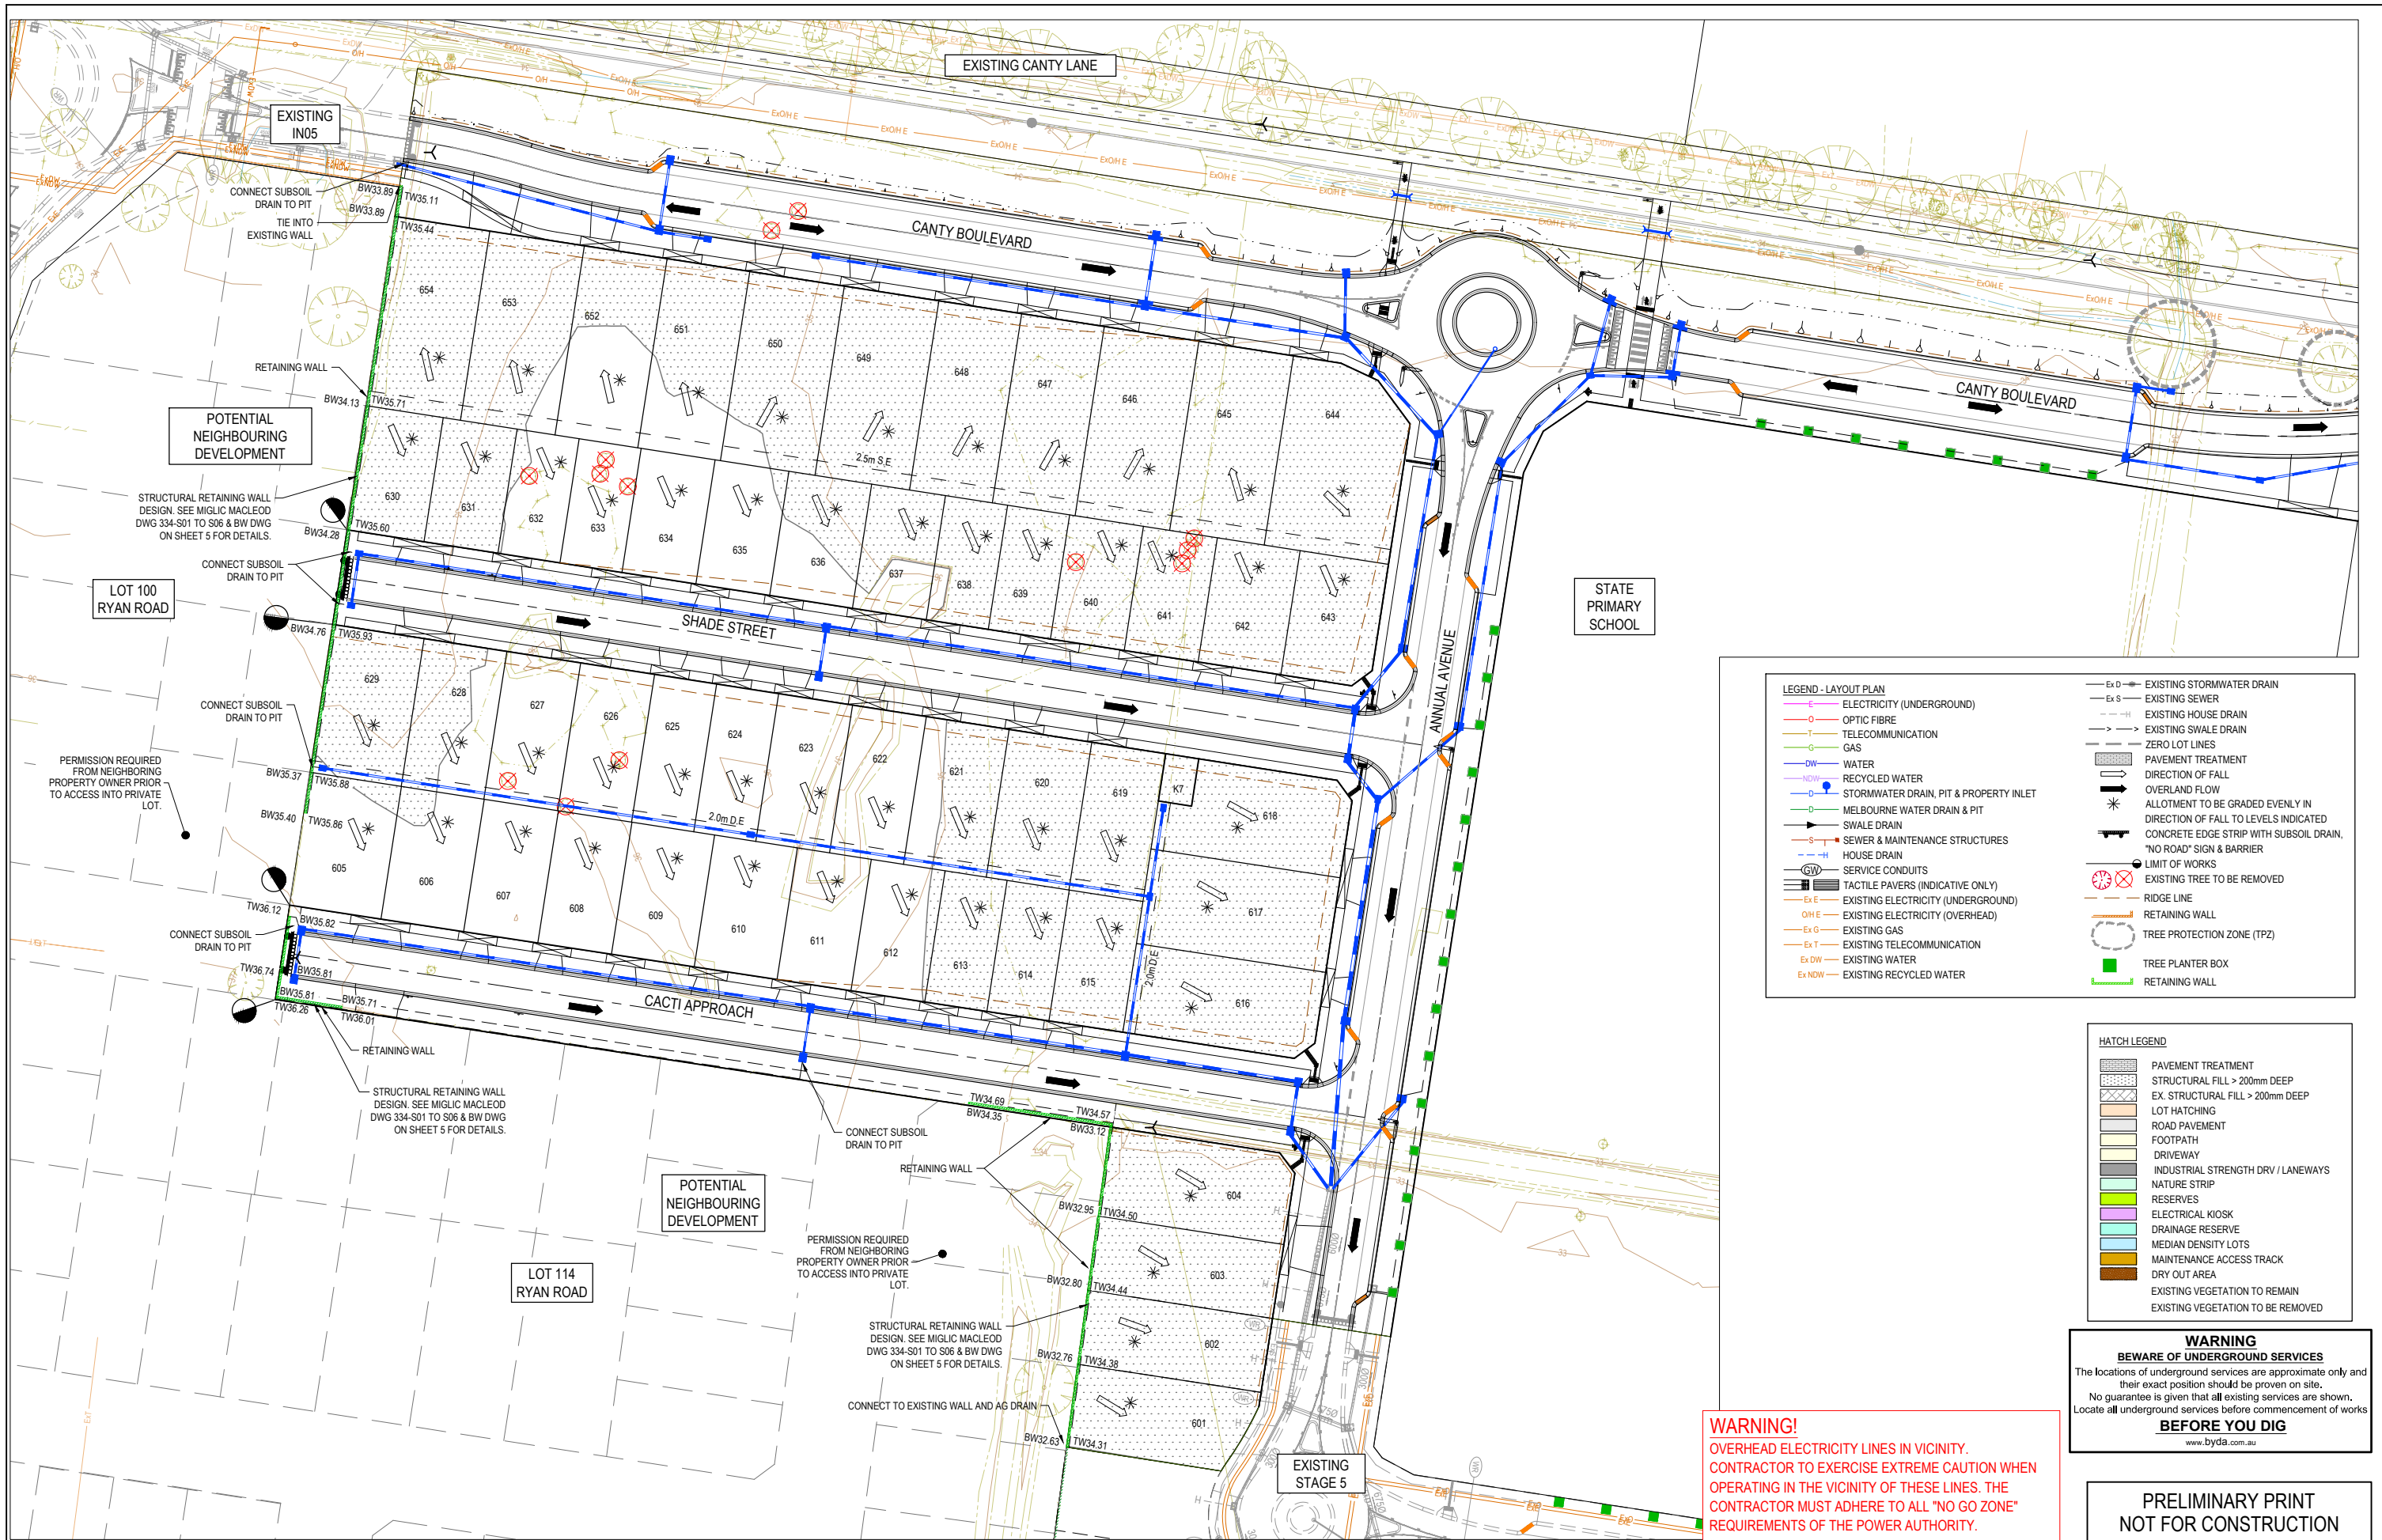 EXISTING CANTY LANE
EXISTING
IN05
CONNECT SUBSOIL
DRAIN TO PIT
TIE INTO
EXISTING WALL
BW33.89
BW33.89
TW35.11
TW35.44
CANTY BOULEVARD
CANTY BOULEVARD
654
653
652
651
650
649
648
647
646
645
644
RETAINING WALL
BW34.13
TW35.71
POTENTIAL
NEIGHBOURING
DEVELOPMENT
2.5m S.E
STRUCTURAL RETAINING WALL
DESIGN. SEE MIGLIC MACLEOD
DWG 334-S01 TO S06 & BW DWG
ON SHEET 5 FOR DETAILS.
TW35.60
BW34.28
630
631
632
633
634
635
636
637
638
639
640
641
642
643
CONNECT SUBSOIL
DRAIN TO PIT
LOT 100
RYAN ROAD
BW34.76
TW35.93
SHADE STREET
ANNUAL AVENUE
STATE
PRIMARY
SCHOOL
629
628
627
626
625
624
623
622
621
620
619
K7
618
617
616
CONNECT SUBSOIL
DRAIN TO PIT
PERMISSION REQUIRED
FROM NEIGHBORING
PROPERTY OWNER PRIOR
TO ACCESS INTO PRIVATE
LOT.
BW35.37
TW35.88
BW35.40
TW35.86
2.0m D.E
2.0m D.E
605
606
607
608
609
610
611
612
613
614
615
TW36.12
BW35.82
CONNECT SUBSOIL
DRAIN TO PIT
TW36.74
BW35.81
BW35.81
TW36.26
BW35.71
TW36.01
CACTI APPROACH
RETAINING WALL
STRUCTURAL RETAINING WALL
DESIGN. SEE MIGLIC MACLEOD
DWG 334-S01 TO S06 & BW DWG
ON SHEET 5 FOR DETAILS.
TW34.69
BW34.35
TW34.57
BW33.12
CONNECT SUBSOIL
DRAIN TO PIT
RETAINING WALL
POTENTIAL
NEIGHBOURING
DEVELOPMENT
604
603
602
601
BW32.95
TW34.50
PERMISSION REQUIRED
FROM NEIGHBORING
PROPERTY OWNER PRIOR
TO ACCESS INTO PRIVATE
LOT.
LOT 114
RYAN ROAD
BW32.80
TW34.44
STRUCTURAL RETAINING WALL
DESIGN. SEE MIGLIC MACLEOD
DWG 334-S01 TO S06 & BW DWG
ON SHEET 5 FOR DETAILS.
BW32.76
TW34.38
CONNECT TO EXISTING WALL AND AG DRAIN
BW32.63
TW34.31
EXISTING
STAGE 5
LEGEND - LAYOUT PLAN
E ELECTRICITY (UNDERGROUND)
O OPTIC FIBRE
T TELECOMMUNICATION
G GAS
DW WATER
NDW RECYCLED WATER
D STORMWATER DRAIN, PIT & PROPERTY INLET
D MELBOURNE WATER DRAIN & PIT
SWALE DRAIN
S SEWER & MAINTENANCE STRUCTURES
H HOUSE DRAIN
GW SERVICE CONDUITS
TACTILE PAVERS (INDICATIVE ONLY)
Ex E EXISTING ELECTRICITY (UNDERGROUND)
O/H E EXISTING ELECTRICITY (OVERHEAD)
Ex G EXISTING GAS
Ex T EXISTING TELECOMMUNICATION
Ex DW EXISTING WATER
Ex NDW EXISTING RECYCLED WATER
Ex D EXISTING STORMWATER DRAIN
Ex S EXISTING SEWER
H EXISTING HOUSE DRAIN
EXISTING SWALE DRAIN
ZERO LOT LINES
PAVEMENT TREATMENT
DIRECTION OF FALL
OVERLAND FLOW
ALLOTMENT TO BE GRADED EVENLY IN
DIRECTION OF FALL TO LEVELS INDICATED
CONCRETE EDGE STRIP WITH SUBSOIL DRAIN,
"NO ROAD" SIGN & BARRIER
LIMIT OF WORKS
EXISTING TREE TO BE REMOVED
RIDGE LINE
RETAINING WALL
TREE PROTECTION ZONE (TPZ)
TREE PLANTER BOX
RETAINING WALL
HATCH LEGEND
PAVEMENT TREATMENT
STRUCTURAL FILL > 200mm DEEP
EX. STRUCTURAL FILL > 200mm DEEP
LOT HATCHING
ROAD PAVEMENT
FOOTPATH
DRIVEWAY
INDUSTRIAL STRENGTH DRV / LANEWAYS
NATURE STRIP
RESERVES
ELECTRICAL KIOSK
DRAINAGE RESERVE
MEDIAN DENSITY LOTS
MAINTENANCE ACCESS TRACK
DRY OUT AREA
EXISTING VEGETATION TO REMAIN
EXISTING VEGETATION TO BE REMOVED
WARNING
BEWARE OF UNDERGROUND SERVICES
The locations of underground services are approximate only and
their exact position should be proven on site.
No guarantee is given that all existing services are shown.
Locate all underground services before commencement of works
BEFORE YOU DIG
www.byda.com.au
WARNING!
OVERHEAD ELECTRICITY LINES IN VICINITY.
CONTRACTOR TO EXERCISE EXTREME CAUTION WHEN
OPERATING IN THE VICINITY OF THESE LINES. THE
CONTRACTOR MUST ADHERE TO ALL "NO GO ZONE"
REQUIREMENTS OF THE POWER AUTHORITY.
PRELIMINARY PRINT
NOT FOR CONSTRUCTION